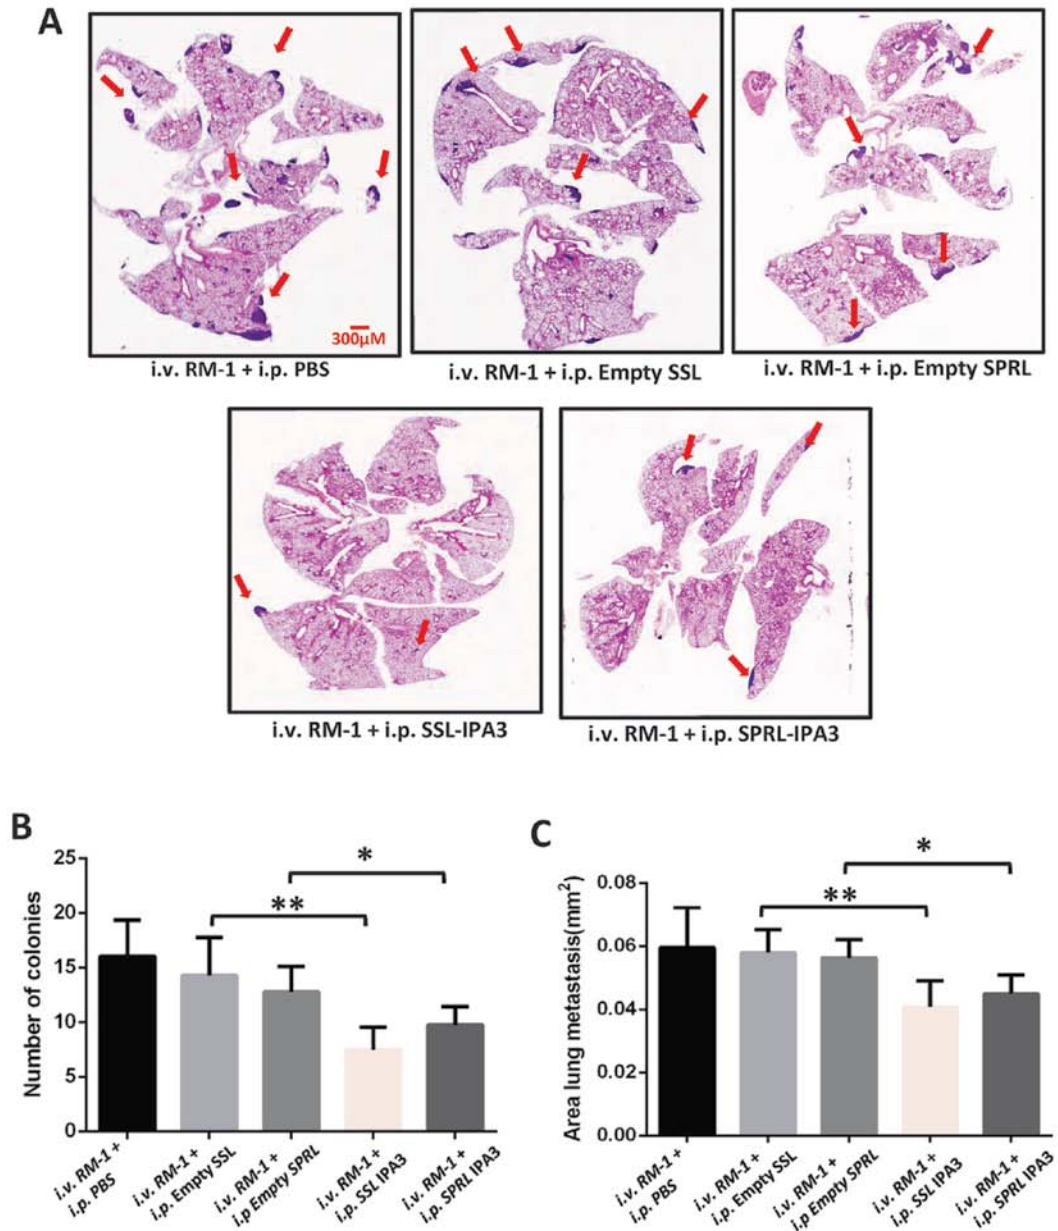 A
300µM
i.v. RM-1 + i.p. PBS
i.v. RM-1 + i.p. Empty SSL
i.v. RM-1 + i.p. Empty SPRL
i.v. RM-1 + i.p. SSL-IPA3
i.v. RM-1 + i.p. SPRL-IPA3
B
Number of colonies
25
20
15
10
5
0
*
**
i.v. RM-1 +
i.p. PBS
i.v. RM-1 +
i.p. Empty SSL
i.v. RM-1 +
i.p Empty SPRL
i.v. RM-1 +
i.p. SSL IPA3
i.v. RM-1 +
i.p. SPRL IPA3
C
Area lung metastasis(mm²)
0.08
0.06
0.04
0.02
0.00
*
**
i.v. RM-1 +
i.p. PBS
i.v. RM-1 +
i.p. Empty SSL
i.v. RM-1 +
i.p Empty SPRL
i.v. RM-1 +
i.p. SSL IPA3
i.v. RM-1 +
i.p. SPRL IPA3